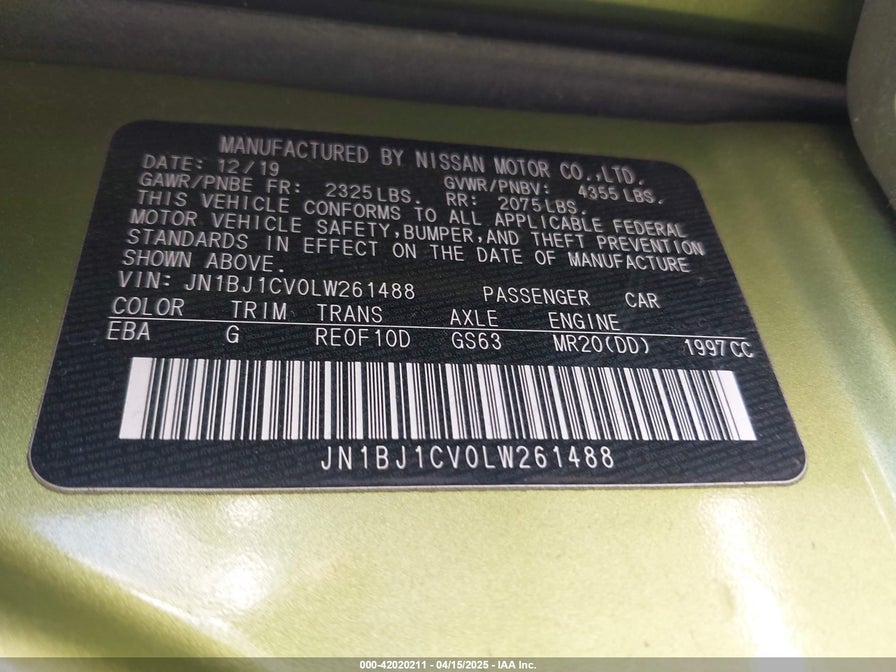 MANUFACTURED BY NISSAN MOTOR CO.,LTD.
DATE: 12/19 GVWR/PNBV: 4355LBS.
GAWR/PNBE FR: 2325LBS. RR: 2075LBS.
THIS VEHICLE CONFORMS TO ALL APPLICABLE FEDERAL
MOTOR VEHICLE SAFETY,BUMPER,AND THEFT PREVENTION
STANDARDS IN EFFECT ON THE DATE OF MANUFACTURE
SHOWN ABOVE.
VIN: JN1BJ1CV0LW261488 PASSENGER CAR
COLOR TRIM TRANS AXLE ENGINE
EBA G RE0F10D GS63 MR20(DD) 1997CC
JN1BJ1CV0LW261488
000-42020211 - 04/15/2025 - IAA Inc.